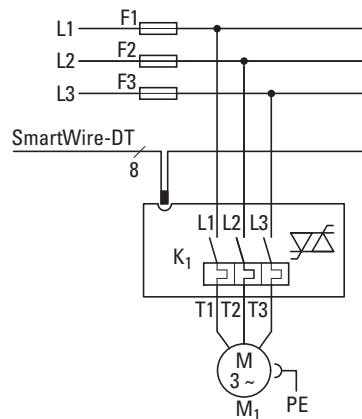 L1 F1
L2 F2
L3 F3
SmartWire-DT
8
L1 L2 L3
K1
T1 T2 T3
M
3 ~
M1 PE